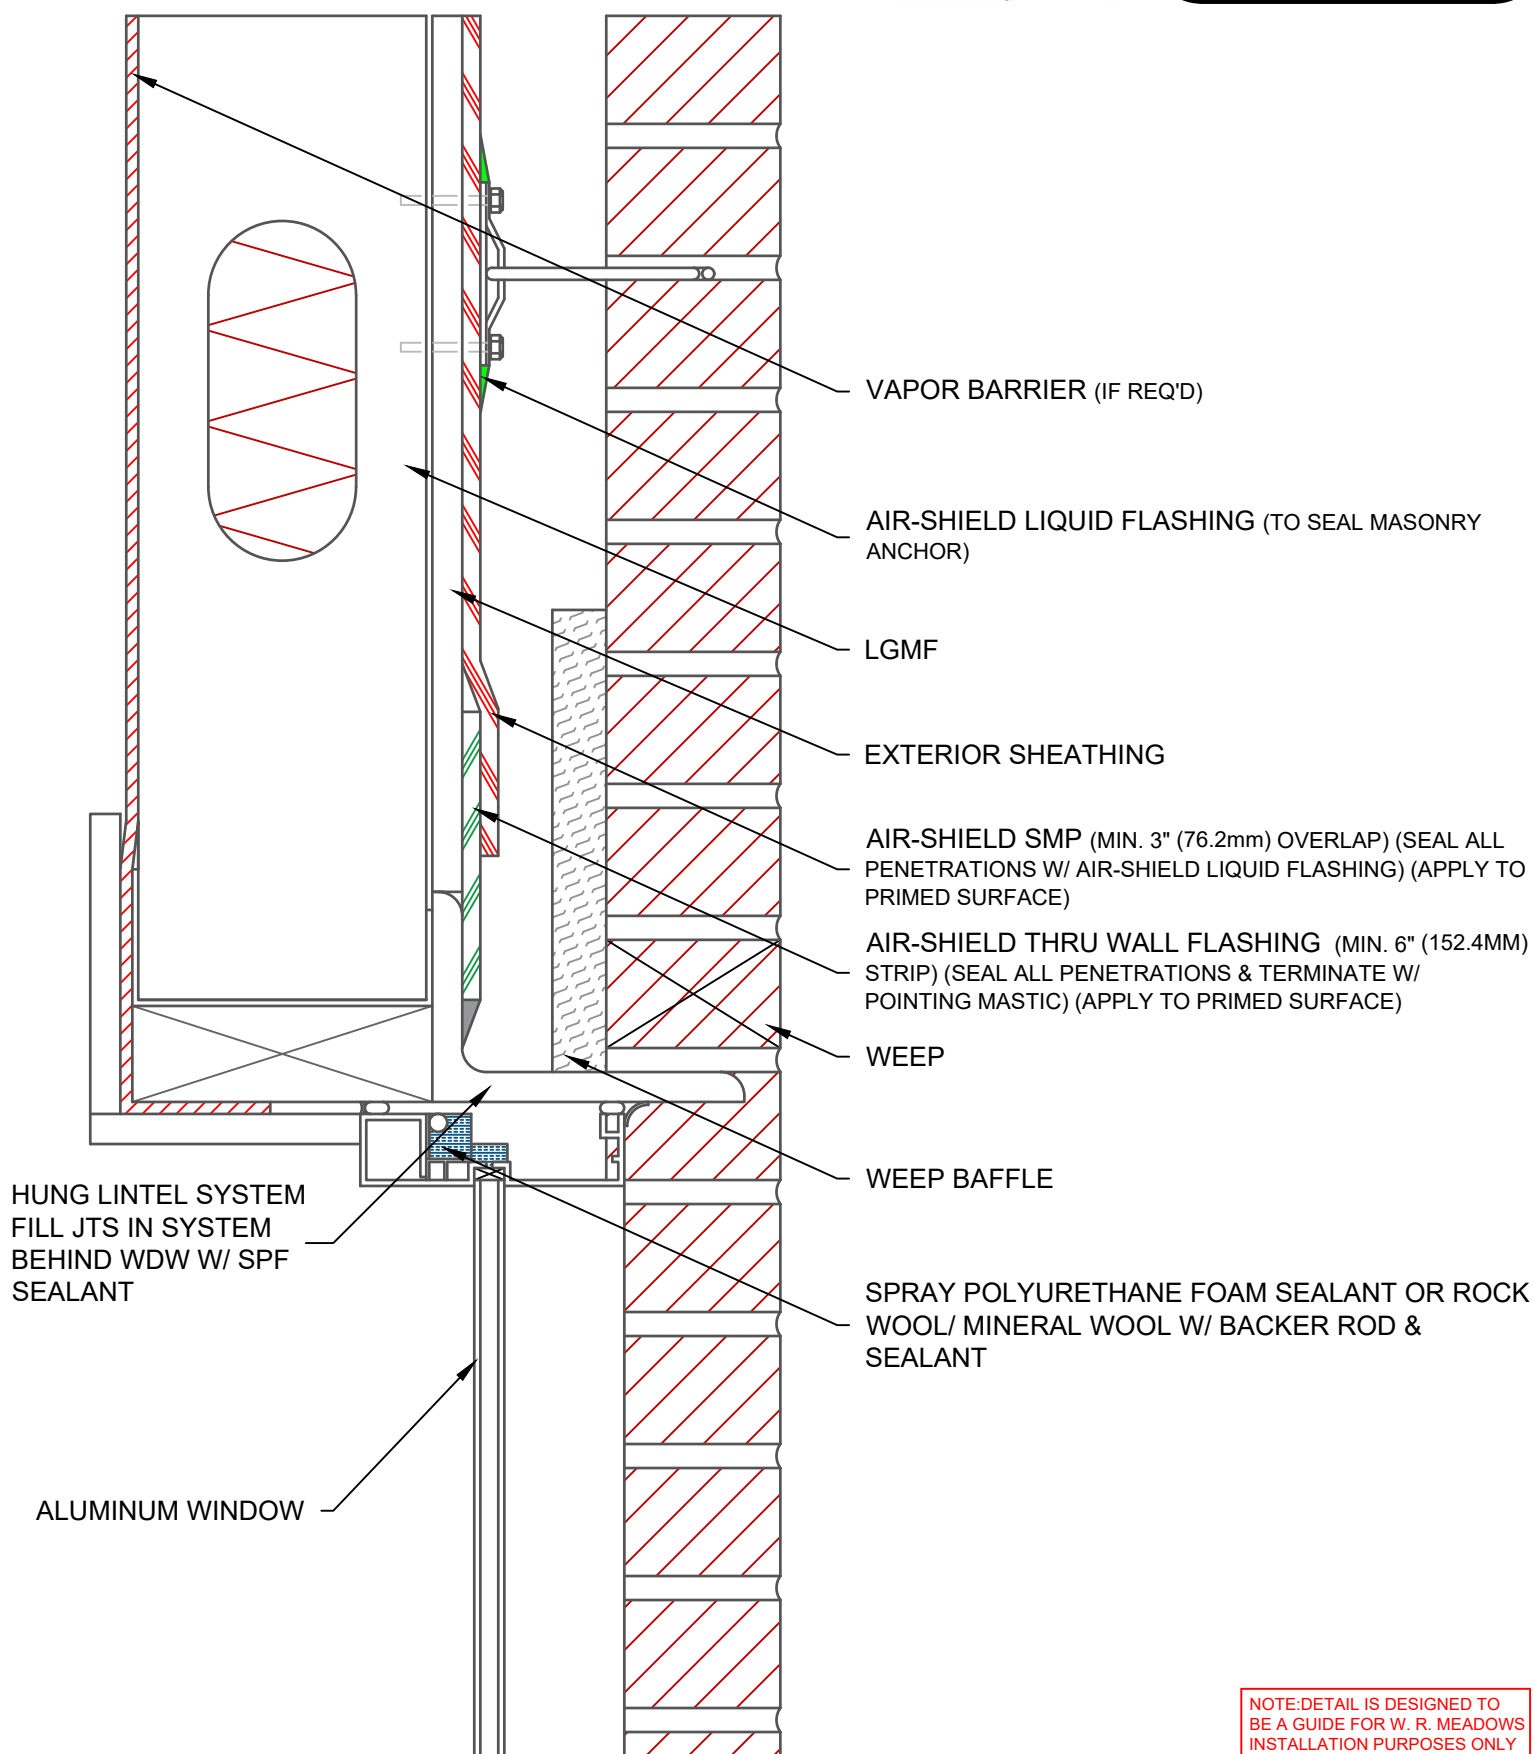 VAPOR BARRIER (IF REQ'D)
AIR-SHIELD LIQUID FLASHING (TO SEAL MASONRY
ANCHOR)
LGMF
EXTERIOR SHEATHING
AIR-SHIELD SMP (MIN. 3" (76.2mm) OVERLAP) (SEAL ALL
PENETRATIONS W/ AIR-SHIELD LIQUID FLASHING) (APPLY TO
PRIMED SURFACE)
AIR-SHIELD THRU WALL FLASHING (MIN. 6" (152.4MM)
STRIP) (SEAL ALL PENETRATIONS & TERMINATE W/
POINTING MASTIC) (APPLY TO PRIMED SURFACE)
WEEP
WEEP BAFFLE
HUNG LINTEL SYSTEM
FILL JTS IN SYSTEM
BEHIND WDW W/ SPF
SEALANT
SPRAY POLYURETHANE FOAM SEALANT OR ROCK
WOOL/ MINERAL WOOL W/ BACKER ROD &
SEALANT
ALUMINUM WINDOW
NOTE:DETAIL IS DESIGNED TO
BE A GUIDE FOR W. R. MEADOWS
INSTALLATION PURPOSES ONLY